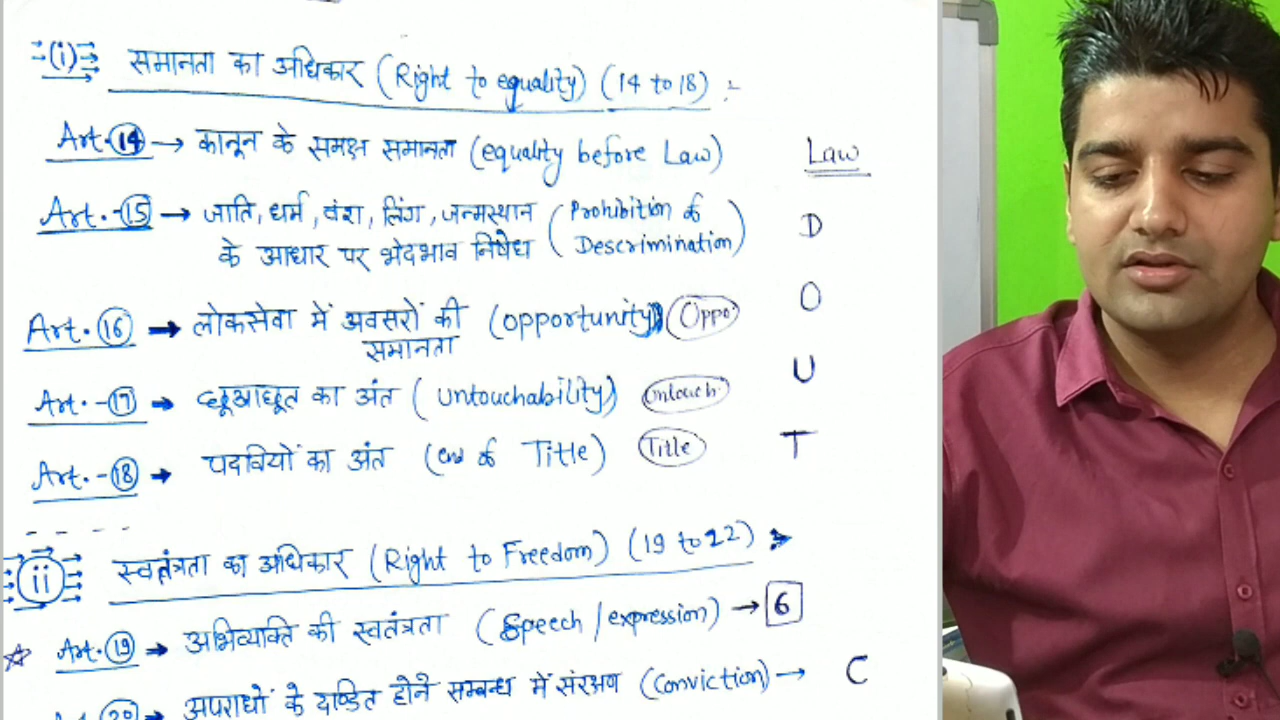 (i) समानता का अधिकार (Right to equality) (14 to 18) :-
Art.-14 → कानून के समक्ष समानता (equality before Law) Law
Art.-15 → जाति, धर्म, वंश, लिंग, जन्मस्थान (Prohibition of D
के आधार पर भेदभाव निषेध Descrimination)
Art.16 → लोकसेवा में अवसरों की (opportunity) Oppo O
समानता
Art.-17 → छूआछूत का अंत (untouchability) Untouch. U
Art.-18 → पदवियों का अंत (end of Title) Title T
ii स्वतंत्रता का अधिकार (Right to Freedom) (19 to 22)
Art.19 → अभिव्यक्ति की स्वतंत्रता (Speech/expression) → 6
Art.20 → अपराधों के दण्डित होने सम्बन्ध में संरक्षण (Conviction) → C